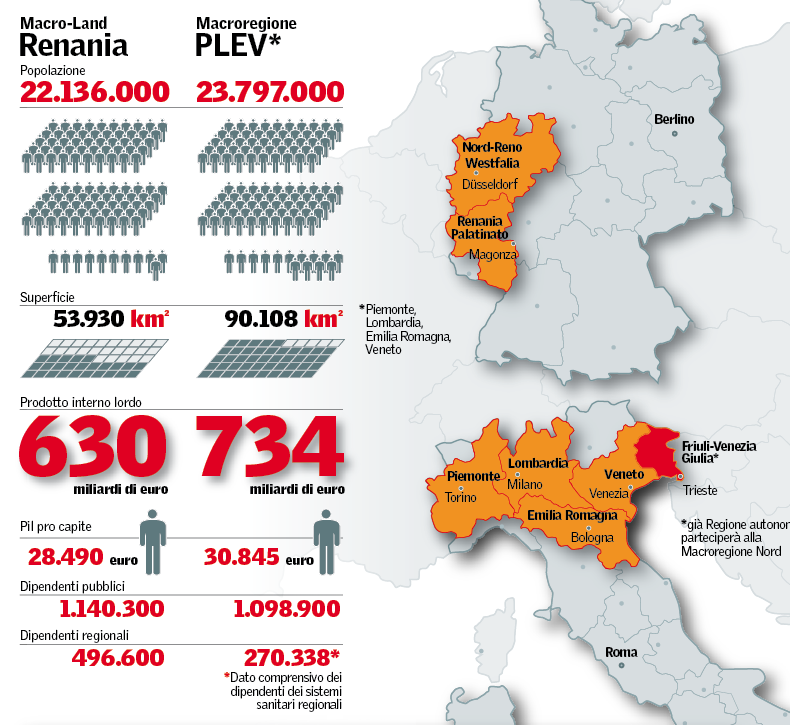 Macro-Land
Renania
Macroregione
PLEV*
Popolazione
22.136.000
23.797.000
Superficie
53.930 km²
90.108 km²
Prodotto interno lordo
630
miliardi di euro
734
miliardi di euro
Pil pro capite
28.490 euro
30.845 euro
Dipendenti pubblici
1.140.300
1.098.900
Dipendenti regionali
496.600
270.338*
*Dato comprensivo dei
dipendenti dei sistemi
sanitari regionali
Berlino
Nord-Reno
Westfalia
Düsseldorf
Renania
Palatinato
Magonza
*Piemonte,
Lombardia,
Emilia Romagna,
Veneto
Piemonte
Torino
Lombardia
Milano
Veneto
Venezia
Emilia Romagna
Bologna
Friuli-Venezia
Giulia*
Trieste
*già Regione autonor
parteciperà alla
Macroregione Nord
Roma